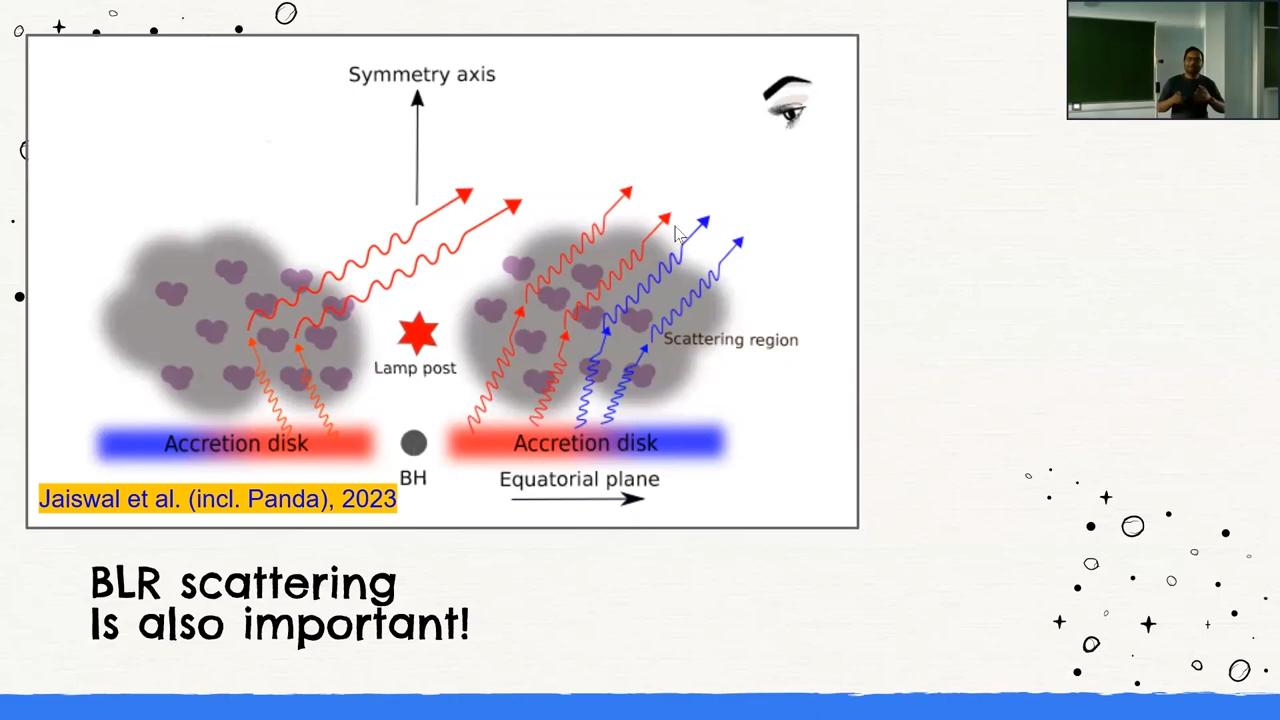 Symmetry axis
Scattering region
Lamp post
Accretion disk
Accretion disk
BH
Equatorial plane
Jaiswal et al. (incl. Panda), 2023
BLR scattering
Is also important!